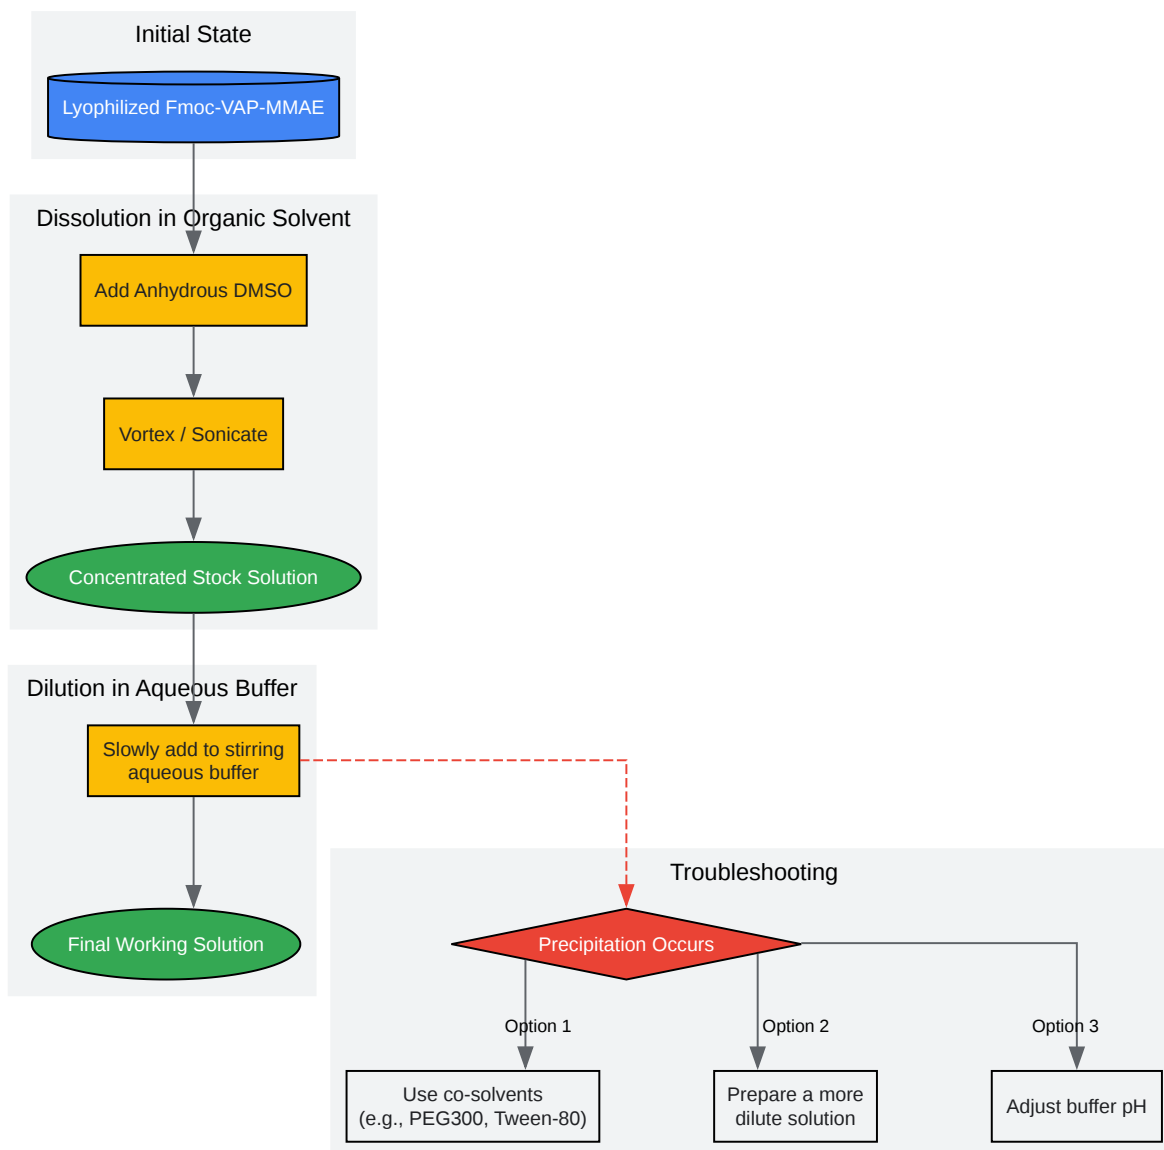 Initial State
Lyophilized Fmoc-VAP-MMAE
Dissolution in Organic Solvent
Add Anhydrous DMSO
Vortex / Sonicate
Concentrated Stock Solution
Dilution in Aqueous Buffer
Slowly add to stirring
aqueous buffer
Final Working Solution
Troubleshooting
Precipitation Occurs
Option 1
Option 2
Option 3
Use co-solvents
(e.g., PEG300, Tween-80)
Prepare a more
dilute solution
Adjust buffer pH